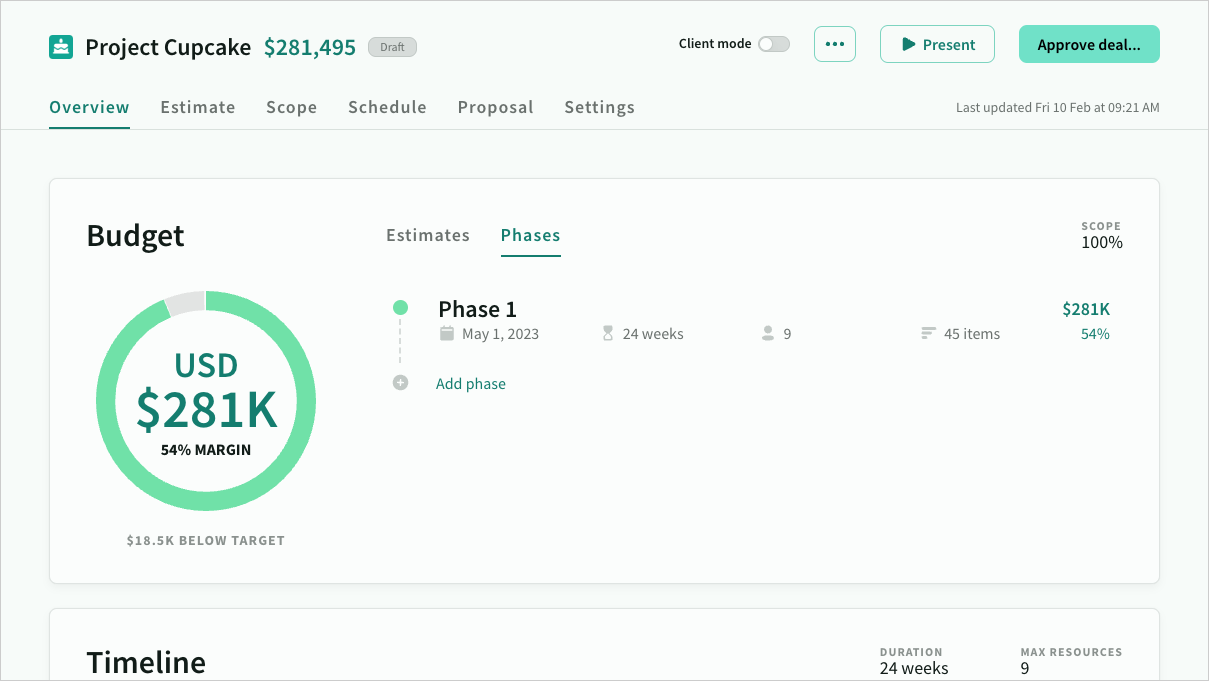 Project Cupcake $281,495 Draft
Client mode
Present
Approve deal...
Overview Estimate Scope Schedule Proposal Settings
Last updated Fri 10 Feb at 09:21 AM
Budget
Estimates Phases
SCOPE
100%
USD
$281K
54% MARGIN
$18.5K BELOW TARGET
Phase 1 $281K
May 1, 2023 24 weeks 9 45 items 54%
Add phase
Timeline
DURATION
24 weeks
MAX RESOURCES
9